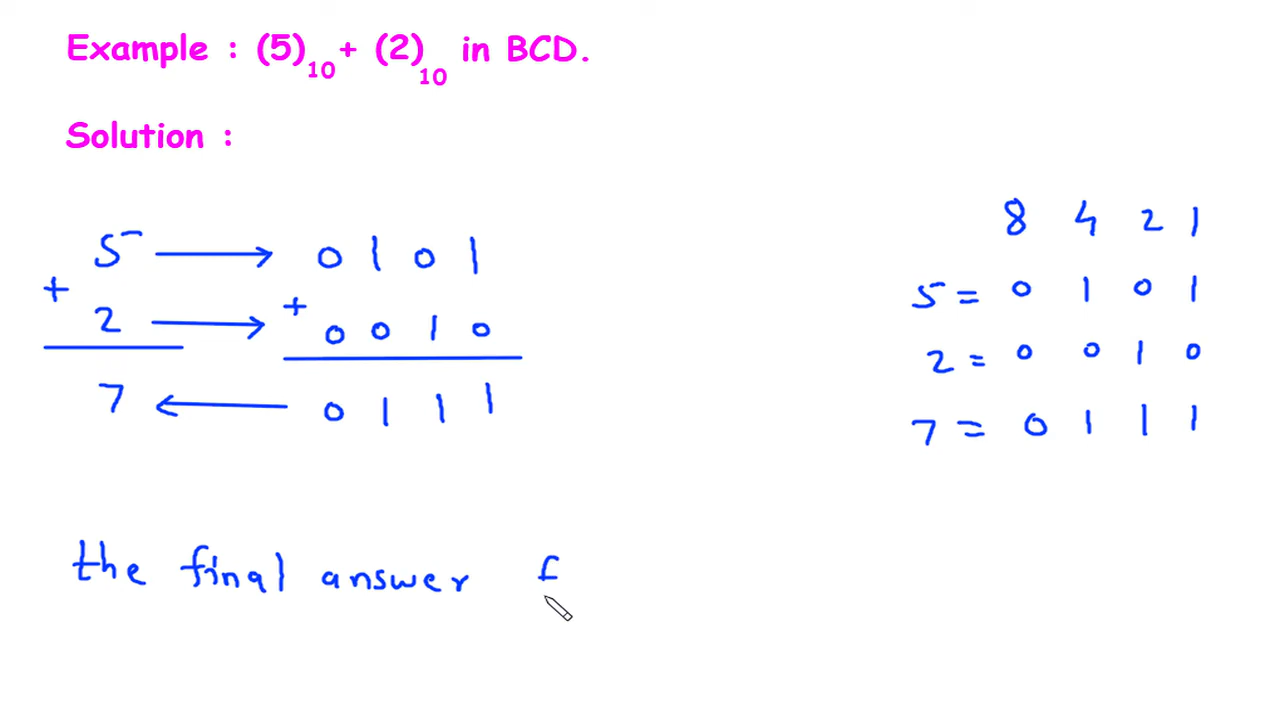 Example : (5)10 + (2)10 in BCD.
Solution :
8 4 2 1
5 → 0 1 0 1
5 = 0 1 0 1
+ 2 → + 0 0 1 0
2 = 0 0 1 0
7 ← 0 1 1 1
7 = 0 1 1 1
the final answer